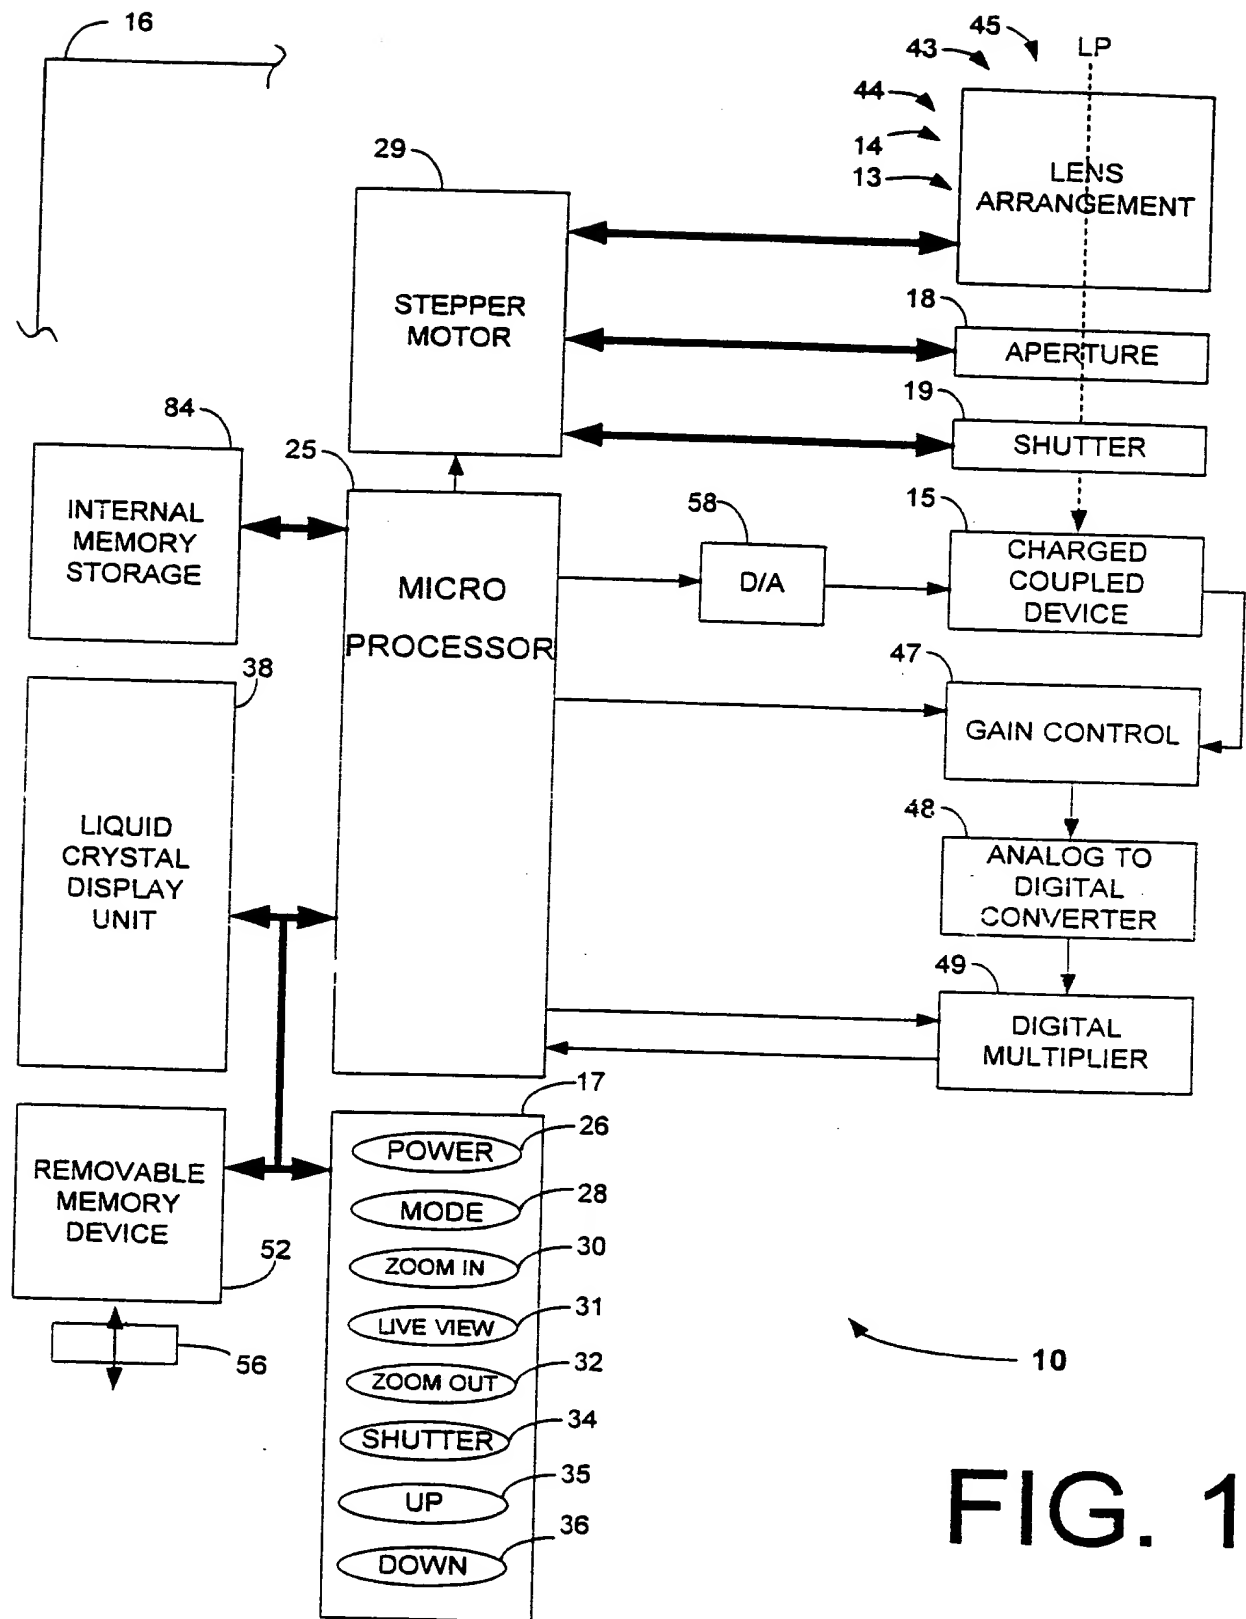 16
45
43
LP
44
14
13
LENS
ARRANGEMENT
29
STEPPER
MOTOR
18
APERTURE
19
SHUTTER
84
INTERNAL
MEMORY
STORAGE
25
MICRO
PROCESSOR
58
D/A
15
CHARGED
COUPLED
DEVICE
38
LIQUID
CRYSTAL
DISPLAY
UNIT
47
GAIN CONTROL
48
ANALOG TO
DIGITAL
CONVERTER
49
DIGITAL
MULTIPLIER
REMOVABLE
MEMORY
DEVICE
52
56
17
POWER
26
MODE
28
ZOOM IN
30
LIVE VIEW
31
ZOOM OUT
32
SHUTTER
34
UP
35
DOWN
36
10
FIG. 1